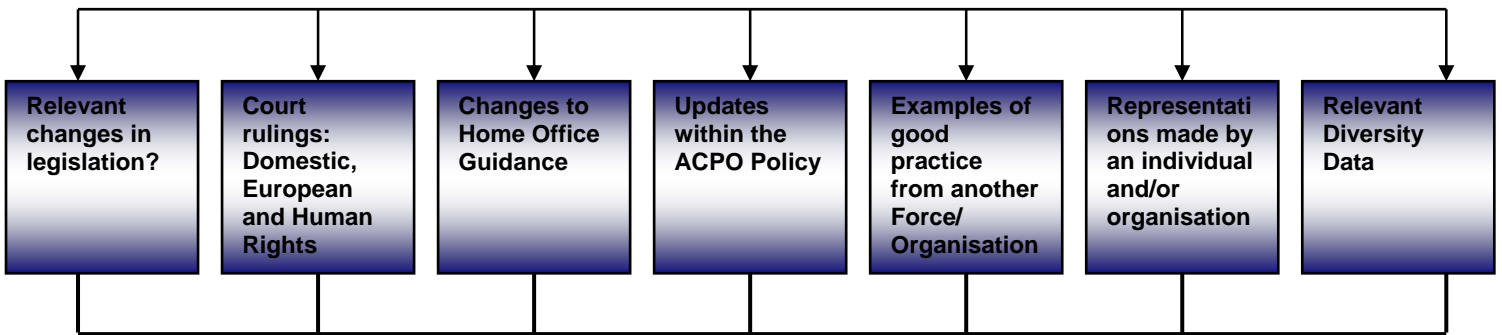 Relevant
changes in
legislation?
Court
rulings:
Domestic,
European
and Human
Rights
Changes to
Home Office
Guidance
Updates
within the
ACPO Policy
Examples of
good
practice
from another
Force/
Organisation
Representati
ons made by
an individual
and/or
organisation
Relevant
Diversity
Data